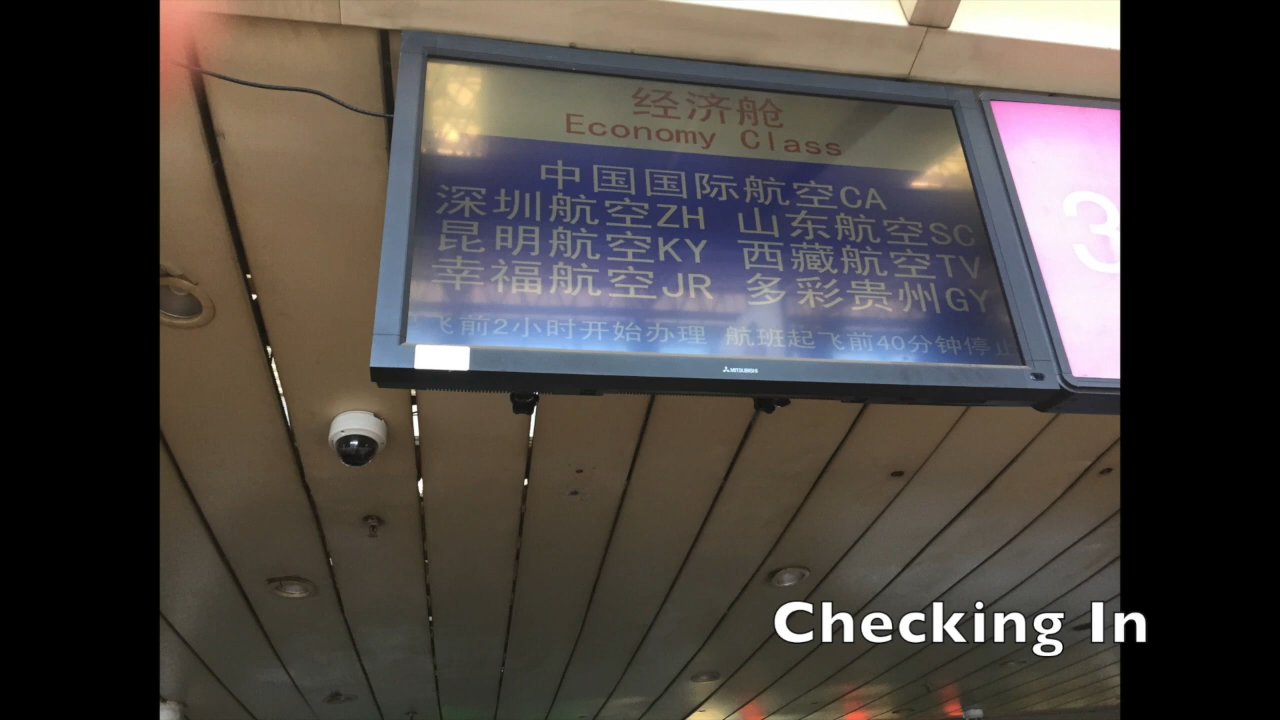 经济舱
Economy Class
中国国际航空CA
深圳航空ZH 山东航空SC
昆明航空KY 西藏航空TV
幸福航空JR 多彩贵州GY
飞前2小时开始办理 航班起飞前40分钟停止
MITSUBISHI
3
Checking In